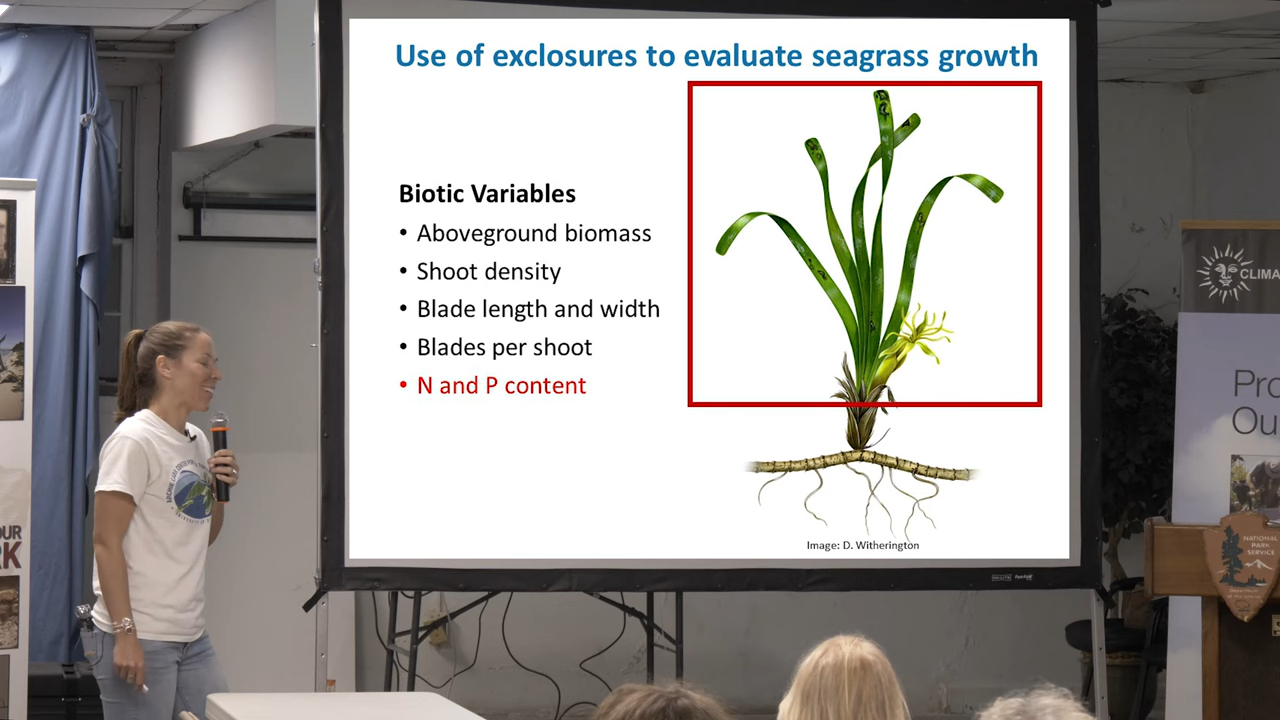 Use of exclosures to evaluate seagrass growth
Biotic Variables
• Aboveground biomass
• Shoot density
• Blade length and width
• Blades per shoot
• N and P content
Image: D. Witherington
CLIMA
Pro
Ou
NATIONAL
PARK
SERVICE
OUR
RK